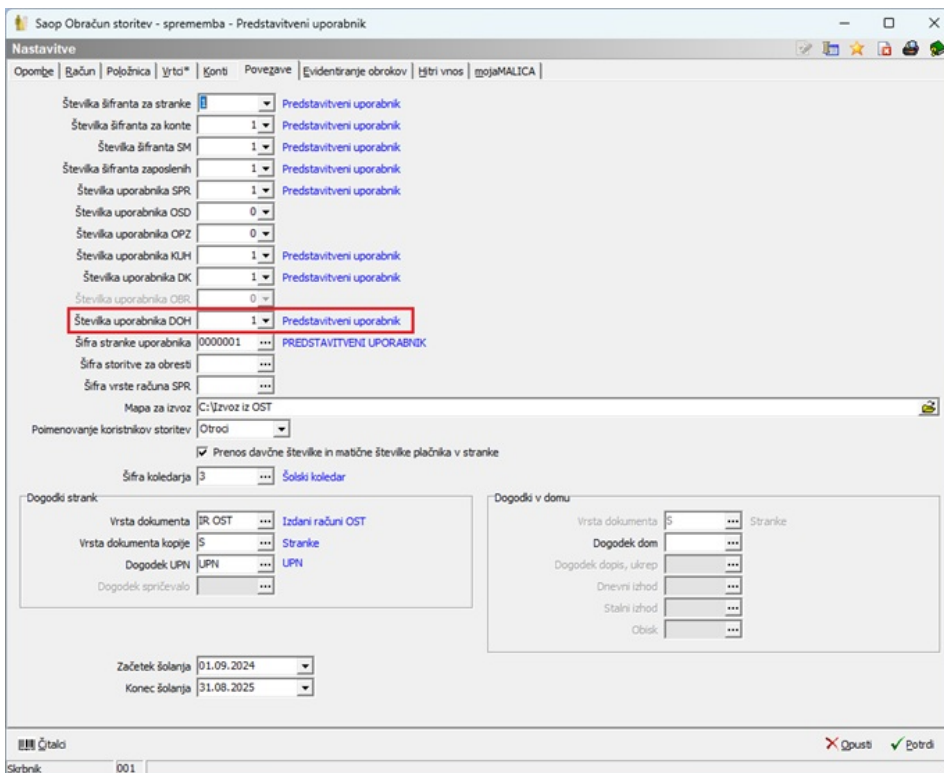 Saop Obračun storitev - sprememba - Predstavitveni uporabnik
Nastavitve
Opombe Račun Položnica Vrtci* Konti Povezave Evidentiranje obrokov Hitri vnos mojaMALICA
Številka šifranta za stranke 1 Predstavitveni uporabnik
Številka šifranta za konte 1 Predstavitveni uporabnik
Številka šifranta SM 1 Predstavitveni uporabnik
Številka šifranta zaposlenih 1 Predstavitveni uporabnik
Številka uporabnika SPR 1 Predstavitveni uporabnik
Številka uporabnika OSD 0
Številka uporabnika OPZ 0
Številka uporabnika KUH 1 Predstavitveni uporabnik
Številka uporabnika DK 1 Predstavitveni uporabnik
Številka uporabnika OBR 0
Številka uporabnika DOH 1 Predstavitveni uporabnik
Šifra stranke uporabnika 0000001 ... PREDSTAVITVENI UPORABNIK
Šifra storitve za obresti ...
Šifra vrste računa SPR ...
Mapa za izvoz C:\Izvoz iz OST
Poimenovanje koristnikov storitev Otroci
Prenos davčne številke in matične številke plačnika v stranke
Šifra koledarja 3 ... Šolski koledar
Dogodki strank
Vrsta dokumenta IR OST ... Izdani računi OST
Vrsta dokumenta kopije S ... Stranke
Dogodek UPN UPN ... UPN
Dogodek spričevalo ...
Dogodki v domu
Vrsta dokumenta S ... Stranke
Dogodek dom ...
Dogodek dopis, ukrep ...
Dnevni izhod ...
Stalni izhod ...
Obisk ...
Začetek šolanja 01.09.2024
Konec šolanja 31.08.2025
Čitalci Opusti Potrdi
Skrbnik 001